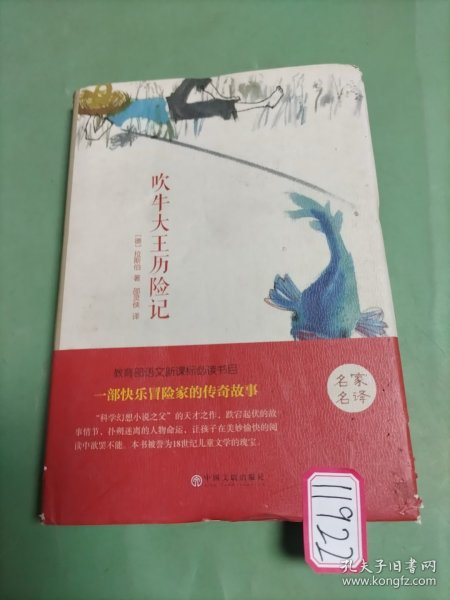 吹牛大王历险记
［德］拉斯伯 著 邵灵侠 译
教育部语文新课标必读书目
一部快乐冒险家的传奇故事
名家
名译
“科学幻想小说之父”的天才之作，跌宕起伏的故
事情节，扑朔迷离的人物命运，让孩子在美妙愉快的阅
读中欲罢不能。本书被誉为18世纪儿童文学的瑰宝。
中国文联出版社
11922
孔夫子旧书网
www.kongfz.com